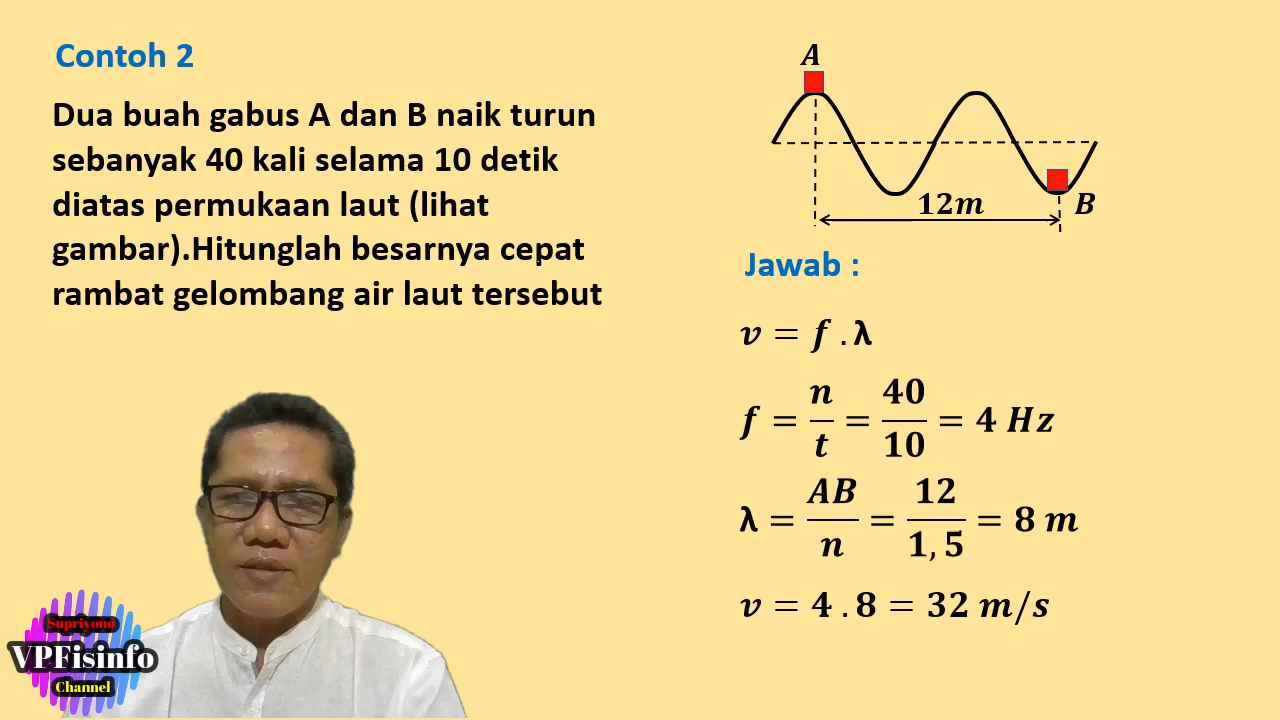 Contoh 2
Dua buah gabus A dan B naik turun
sebanyak 40 kali selama 10 detik
diatas permukaan laut (lihat
gambar).Hitunglah besarnya cepat
rambat gelombang air laut tersebut
A
12m
B
Jawab :
v = f . λ
f = n/t = 40/10 = 4 Hz
λ = AB/n = 12/1,5 = 8 m
v = 4 . 8 = 32 m/s
Supriyono
VPFisinfo
Channel